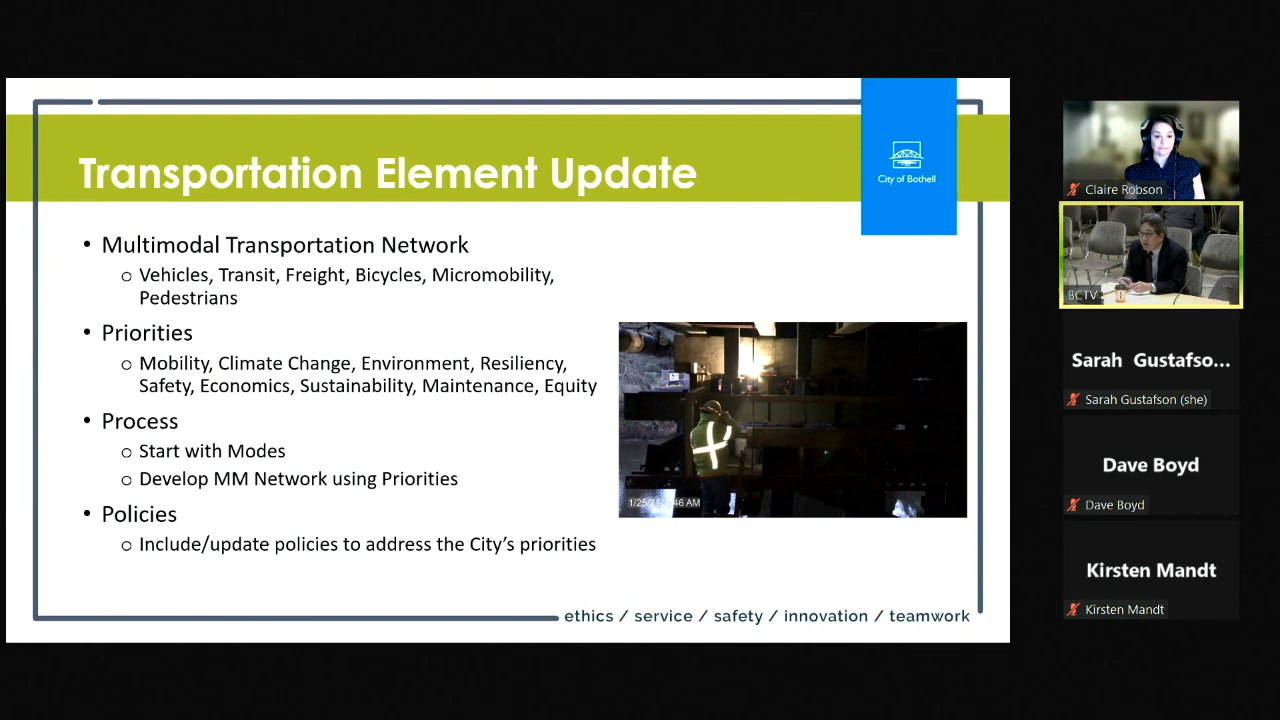 Transportation Element Update
City of Bothell
• Multimodal Transportation Network
o Vehicles, Transit, Freight, Bicycles, Micromobility,
Pedestrians
• Priorities
o Mobility, Climate Change, Environment, Resiliency,
Safety, Economics, Sustainability, Maintenance, Equity
• Process
o Start with Modes
o Develop MM Network using Priorities
• Policies
o Include/update policies to address the City's priorities
46 AM
ethics / service / safety / innovation / teamwork
Claire Robson
BCTV
Sarah Gustafso...
Sarah Gustafson (she)
Dave Boyd
Dave Boyd
Kirsten Mandt
Kirsten Mandt